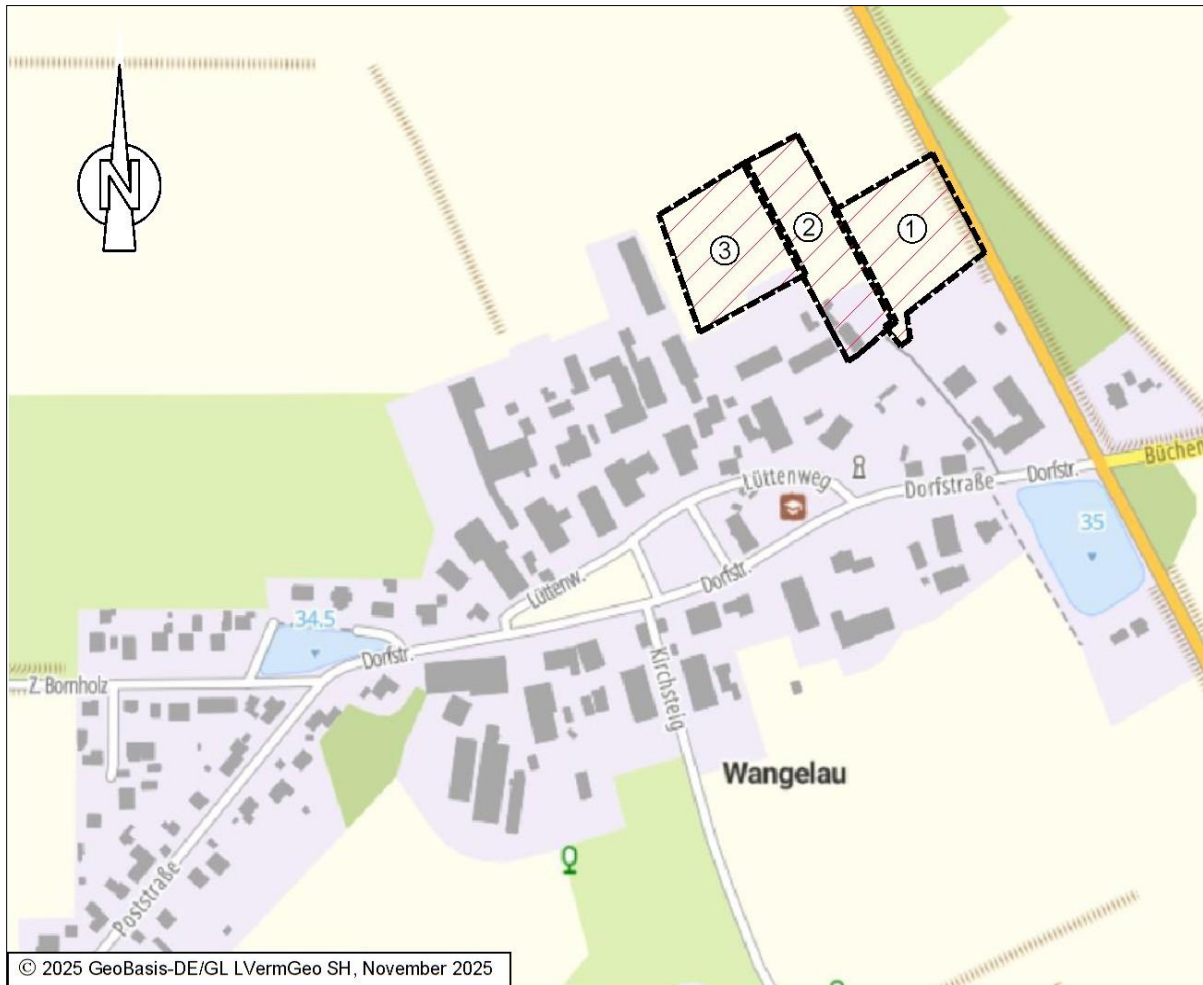 N
1
2
3
Büchen
Lüttenweg
Dorfstraße
Dorfstr.
35
Dorfstr.
Lüttenw.
34.5
Dorfstr.
Z. Bornholz
Kirchsteig
Wangelau
Poststraße
© 2025 GeoBasis-DE/GL LVermGeo SH, November 2025